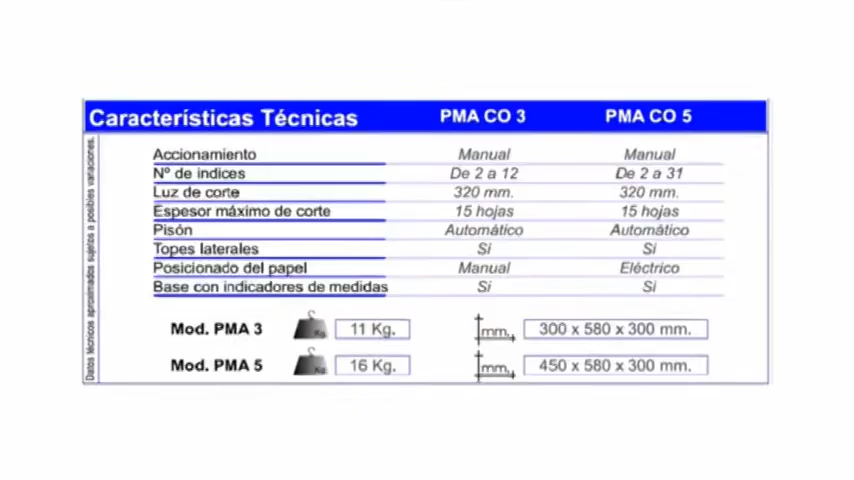 Características Técnicas PMA CO 3 PMA CO 5
Accionamiento Manual Manual
Nº de indices De 2 a 12 De 2 a 31
Luz de corte 320 mm. 320 mm.
Espesor máximo de corte 15 hojas 15 hojas
Pisón Automático Automático
Topes laterales Si Si
Posicionado del papel Manual Eléctrico
Base con indicadores de medidas Si Si
Mod. PMA 3 Kg. 11 Kg. mm. 300 x 580 x 300 mm.
Mod. PMA 5 Kg. 16 Kg. mm. 450 x 580 x 300 mm.
Datos técnicos aproximados sujetos a posibles variaciones.